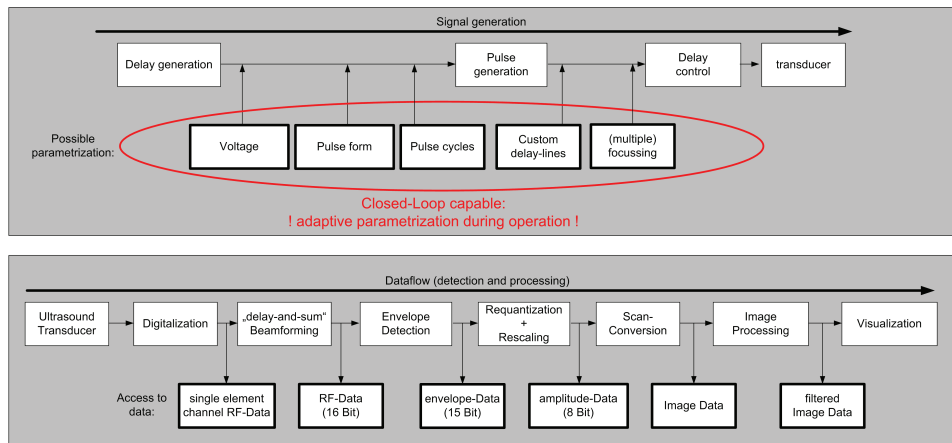 Signal generation
Delay generation
Pulse
generation
Delay
control
transducer
Possible
parametrization:
Voltage
Pulse form
Pulse cycles
Custom
delay-lines
(multiple)
focussing
Closed-Loop capable:
! adaptive parametrization during operation !
Dataflow (detection and processing)
Ultrasound
Transducer
Digitalization
„delay-and-sum“
Beamforming
Envelope
Detection
Requantization
+
Rescaling
Scan-
Conversion
Image
Processing
Visualization
Access to
data:
single element
channel RF-Data
RF-Data
(16 Bit)
envelope-Data
(15 Bit)
amplitude-Data
(8 Bit)
Image Data
filtered
Image Data